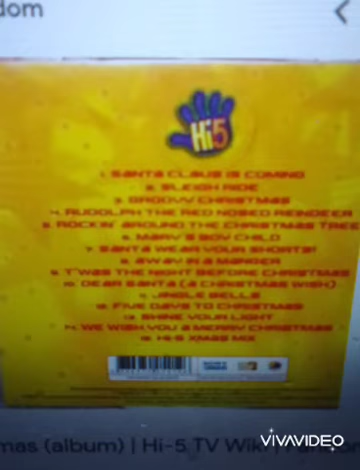 dom
Hi5
1. SANTA CLAUS IS COMING
2. SLEIGH RIDE
3. GROOVY CHRISTMAS
4. RUDOLPH THE RED NOSED REINDEER
5. ROCKIN' AROUND THE CHRISTMAS TREE
6. MARY'S BOY CHILD
7. SANTA WEAR YOUR SHORTS!
8. AWAY IN A MANGER
9. T'WAS THE NIGHT BEFORE CHRISTMAS
10. DEAR SANTA (A CHRISTMAS WISH)
11. JINGLE BELLS
12. FIVE DAYS TO CHRISTMAS
13. SHINE YOUR LIGHT
14. WE WISH YOU A MERRY CHRISTMAS
15. HI-5 XMAS MIX
mas (album) | Hi-5 TV Wiki | Fandom
VIVAVIDEO